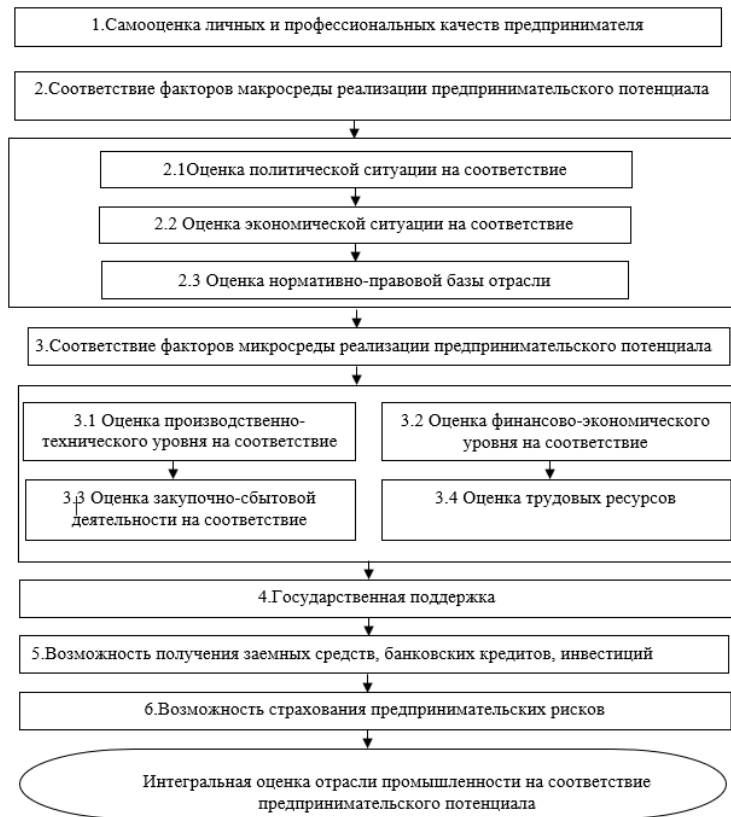 1.Самооценка личных и профессиональных качеств предпринимателя
2.Соответствие факторов макросреды реализации предпринимательского потенциала
2.1Оценка политической ситуации на соответствие
2.2 Оценка экономической ситуации на соответствие
2.3 Оценка нормативно-правовой базы отрасли
3.Соответствие факторов микросреды реализации предпринимательского потенциала
3.1 Оценка производственно-
технического уровня на соответствие
3.2 Оценка финансово-экономического
уровня на соответствие
3.3 Оценка закупочно-сбытовой
деятельности на соответствие
3.4 Оценка трудовых ресурсов
4.Государственная поддержка
5.Возможность получения заемных средств, банковских кредитов, инвестиций
6.Возможность страхования предпринимательских рисков
Интегральная оценка отрасли промышленности на соответствие
предпринимательского потенциала